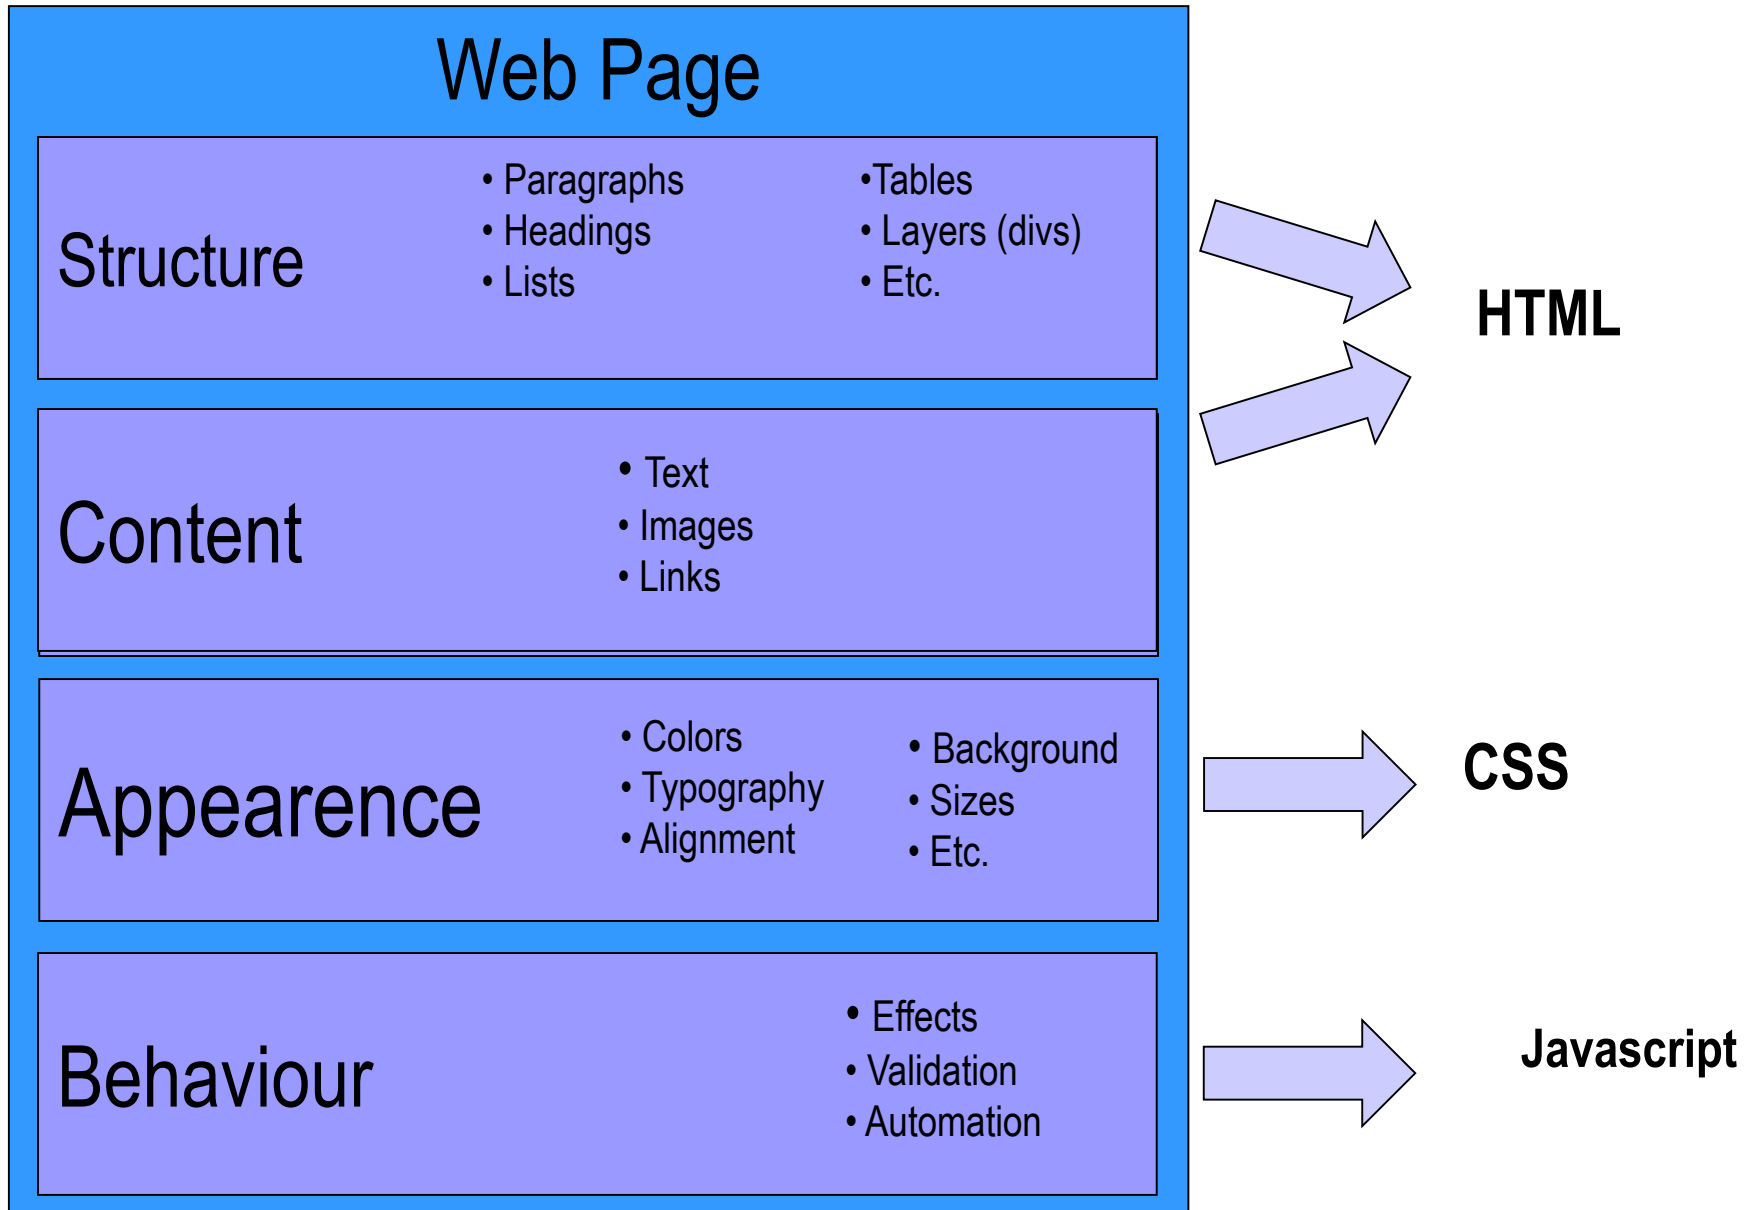 Web Page
Structure
• Paragraphs
• Headings
• Lists
•Tables
• Layers (divs)
• Etc.
HTML
Content
• Text
• Images
• Links
Appearence
• Colors
• Typography
• Alignment
• Background
• Sizes
• Etc.
CSS
Behaviour
• Effects
• Validation
• Automation
Javascript